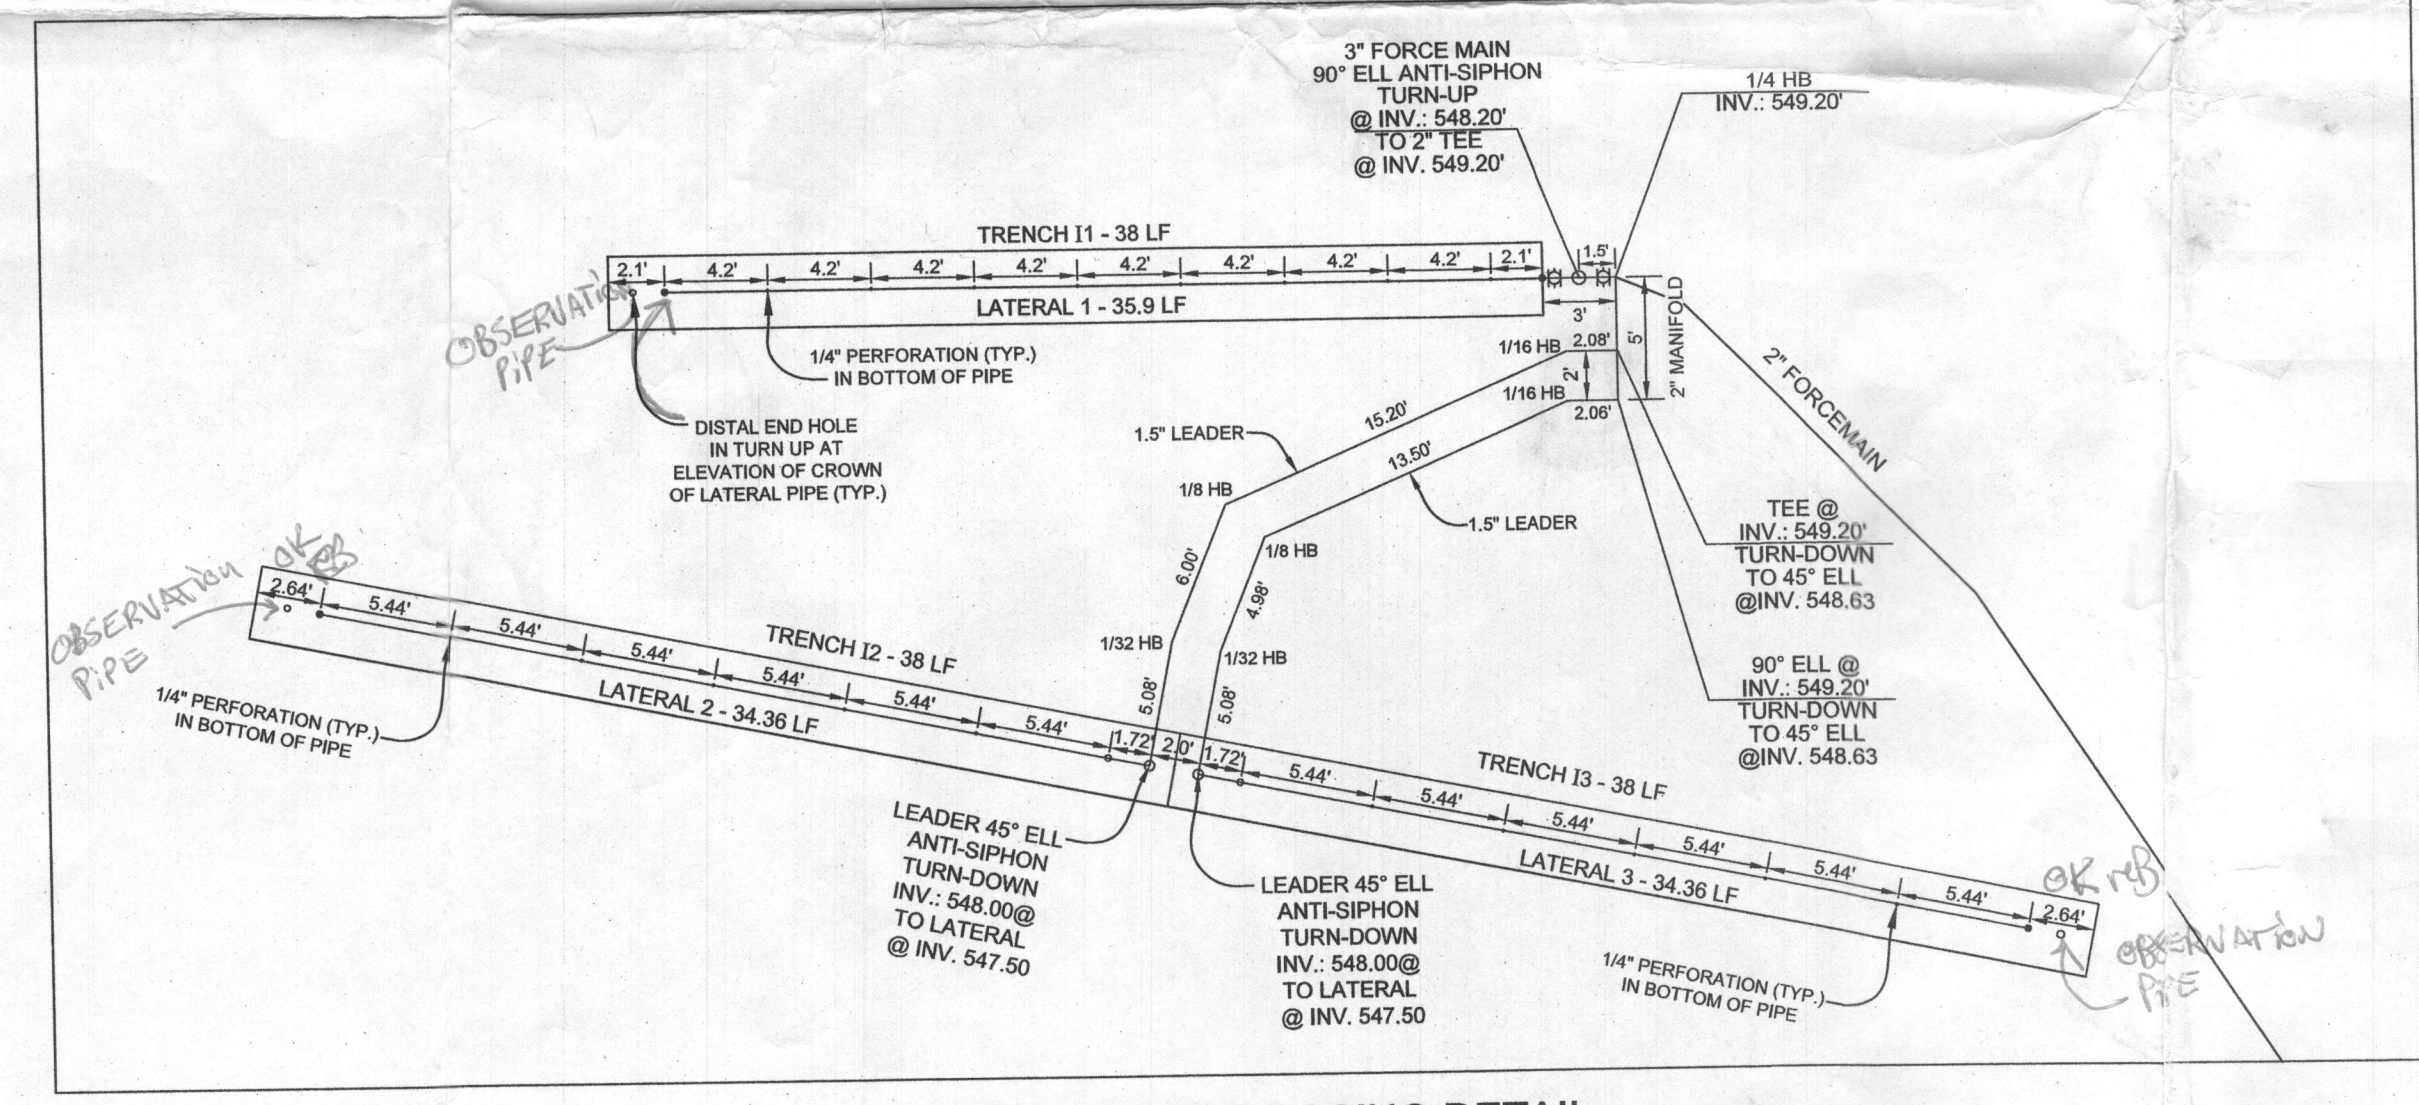 3" FORCE MAIN
90° ELL ANTI-SIPHON
TURN-UP
@ INV.: 548.20'
TO 2" TEE
@ INV. 549.20'
1/4 HB
INV.: 549.20'
TRENCH I1 - 38 LF
2.1' 4.2' 4.2' 4.2' 4.2' 4.2' 4.2' 4.2' 4.2' 2.1'
1.5'
LATERAL 1 - 35.9 LF
3'
5'
2" MANIFOLD
OBSERVATION
PIPE
1/4" PERFORATION (TYP.)
IN BOTTOM OF PIPE
DISTAL END HOLE
IN TURN UP AT
ELEVATION OF CROWN
OF LATERAL PIPE (TYP.)
1/16 HB
2.08'
2'
1/16 HB
2.06'
2" FORCEMAIN
15.20'
1.5" LEADER
13.50'
1/8 HB
1.5" LEADER
1/8 HB
6.00'
4.98'
1/32 HB
1/32 HB
5.08'
5.08'
TEE @
INV.: 549.20'
TURN-DOWN
TO 45° ELL
@INV. 548.63
90° ELL @
INV.: 549.20'
TURN-DOWN
TO 45° ELL
@INV. 548.63
OBSERVATION
PIPE
OK
2.64' 5.44' 5.44' 5.44' 5.44' 5.44' 5.44' 1.72' 2.0' 1.72' 5.44' 5.44' 5.44' 5.44' 5.44' 5.44' 2.64'
TRENCH I2 - 38 LF
LATERAL 2 - 34.36 LF
1/4" PERFORATION (TYP.)
IN BOTTOM OF PIPE
TRENCH I3 - 38 LF
LATERAL 3 - 34.36 LF
LEADER 45° ELL
ANTI-SIPHON
TURN-DOWN
INV.: 548.00@
TO LATERAL
@ INV. 547.50
LEADER 45° ELL
ANTI-SIPHON
TURN-DOWN
INV.: 548.00@
TO LATERAL
@ INV. 547.50
1/4" PERFORATION (TYP.)
IN BOTTOM OF PIPE
OK reB
OBSERVATION
PIPE
DETAIL